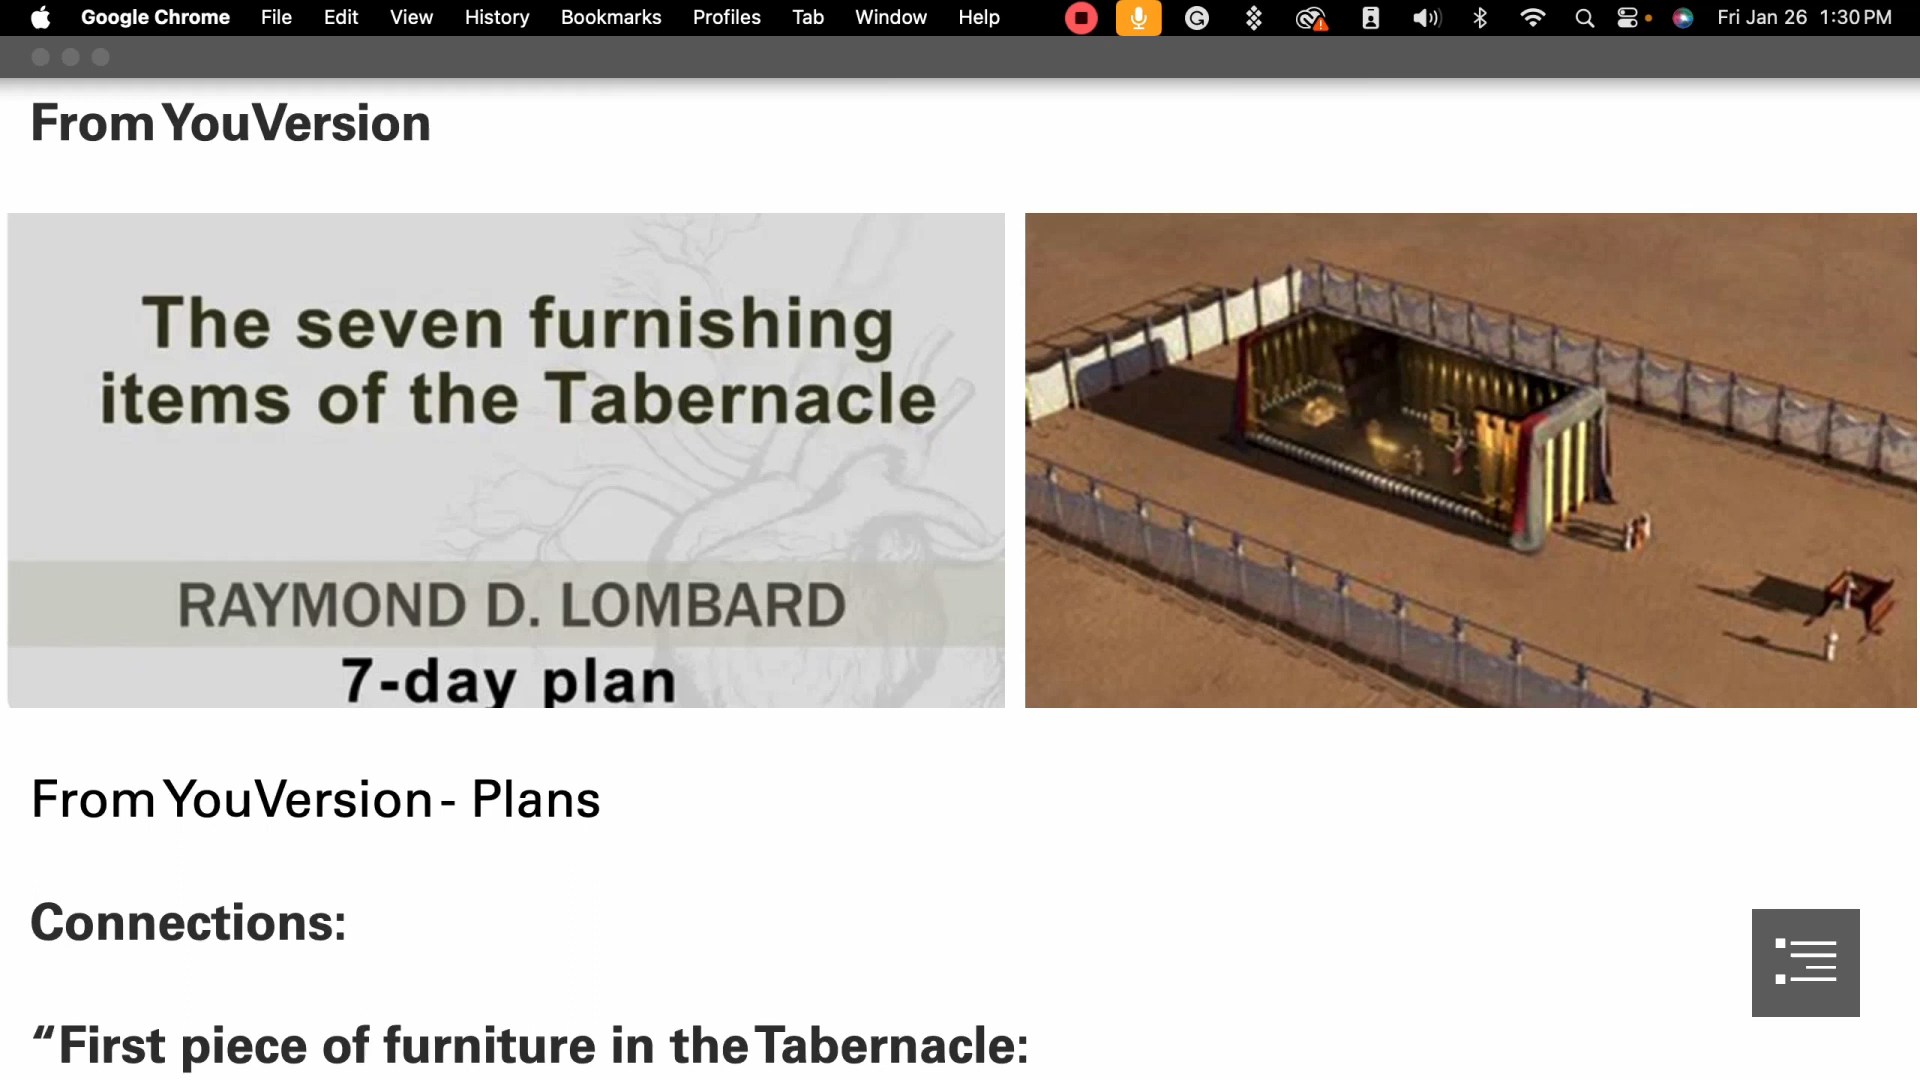 Google Chrome File Edit View History Bookmarks Profiles Tab Window Help Fri Jan 26 1:30 PM
From YouVersion
The seven furnishing
items of the Tabernacle
RAYMOND D. LOMBARD
7-day plan
From YouVersion - Plans
Connections:
“First piece of furniture in the Tabernacle: